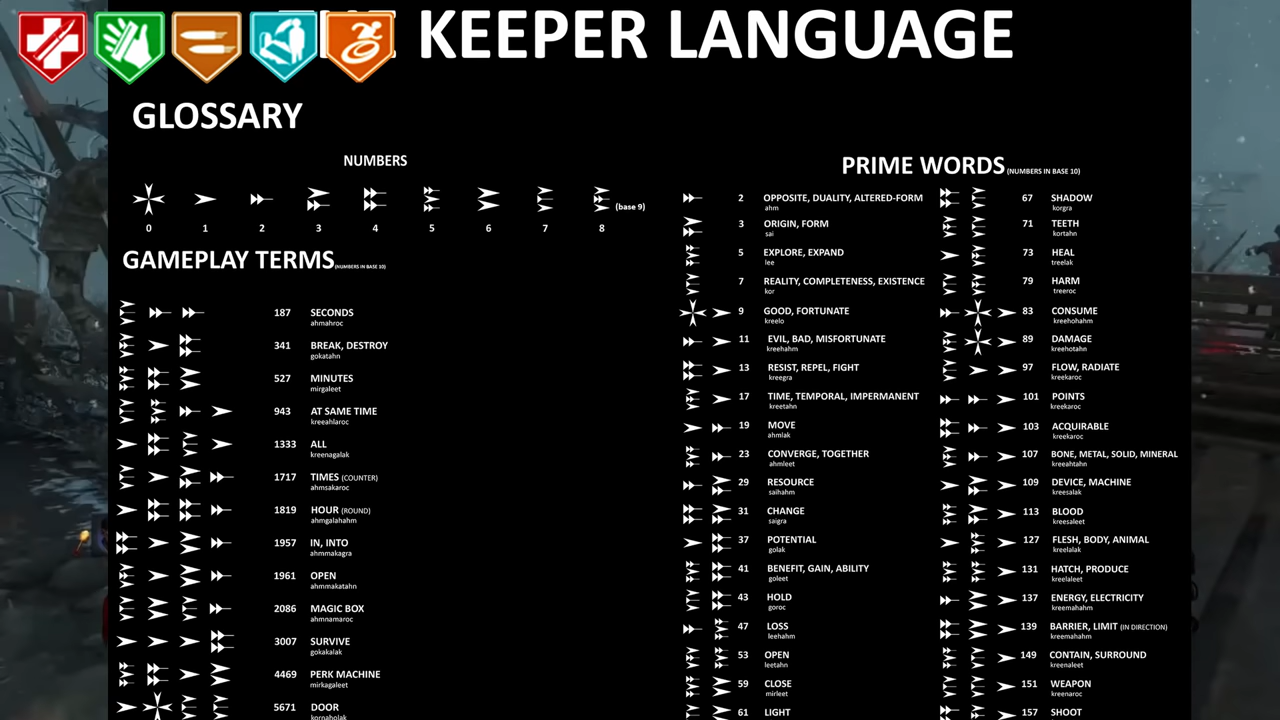 KEEPER LANGUAGE
GLOSSARY
NUMBERS
0 1 2 3 4 5 6 7 8 (base 9)
GAMEPLAY TERMS (NUMBERS IN BASE 10)
187 SECONDS
ahmahroc
341 BREAK, DESTROY
gokatahn
527 MINUTES
mirgaleet
943 AT SAME TIME
kreeahlaroc
1333 ALL
kreenagalak
1717 TIMES (COUNTER)
ahmsakaroc
1819 HOUR (ROUND)
ahmgalahahm
1957 IN, INTO
ahmmakagra
1961 OPEN
ahmmakatahn
2086 MAGIC BOX
ahmnamaroc
3007 SURVIVE
gokakalak
4469 PERK MACHINE
mirkagaleet
5671 DOOR
kornaholak
PRIME WORDS (NUMBERS IN BASE 10)
2 OPPOSITE, DUALITY, ALTERED-FORM
ahm
3 ORIGIN, FORM
sai
5 EXPLORE, EXPAND
lee
7 REALITY, COMPLETENESS, EXISTENCE
kor
9 GOOD, FORTUNATE
kreelo
11 EVIL, BAD, MISFORTUNATE
kreehahm
13 RESIST, REPEL, FIGHT
kreegra
17 TIME, TEMPORAL, IMPERMANENT
kreetahn
19 MOVE
ahmlak
23 CONVERGE, TOGETHER
ahmleet
29 RESOURCE
saihahm
31 CHANGE
saigra
37 POTENTIAL
golak
41 BENEFIT, GAIN, ABILITY
goleet
43 HOLD
goroc
47 LOSS
leehahm
53 OPEN
leetahn
59 CLOSE
mirleet
61 LIGHT
67 SHADOW
korgra
71 TEETH
kortahn
73 HEAL
treelak
79 HARM
treeroc
83 CONSUME
kreehohahm
89 DAMAGE
kreehotahn
97 FLOW, RADIATE
kreekaroc
101 POINTS
kreekaroc
103 ACQUIRABLE
kreekaroc
107 BONE, METAL, SOLID, MINERAL
kreeahtahn
109 DEVICE, MACHINE
kreesalak
113 BLOOD
kreesaleet
127 FLESH, BODY, ANIMAL
kreelalak
131 HATCH, PRODUCE
kreelaleet
137 ENERGY, ELECTRICITY
kreemahahm
139 BARRIER, LIMIT (IN DIRECTION)
kreemahahm
149 CONTAIN, SURROUND
kreenaleet
151 WEAPON
kreenaroc
157 SHOOT